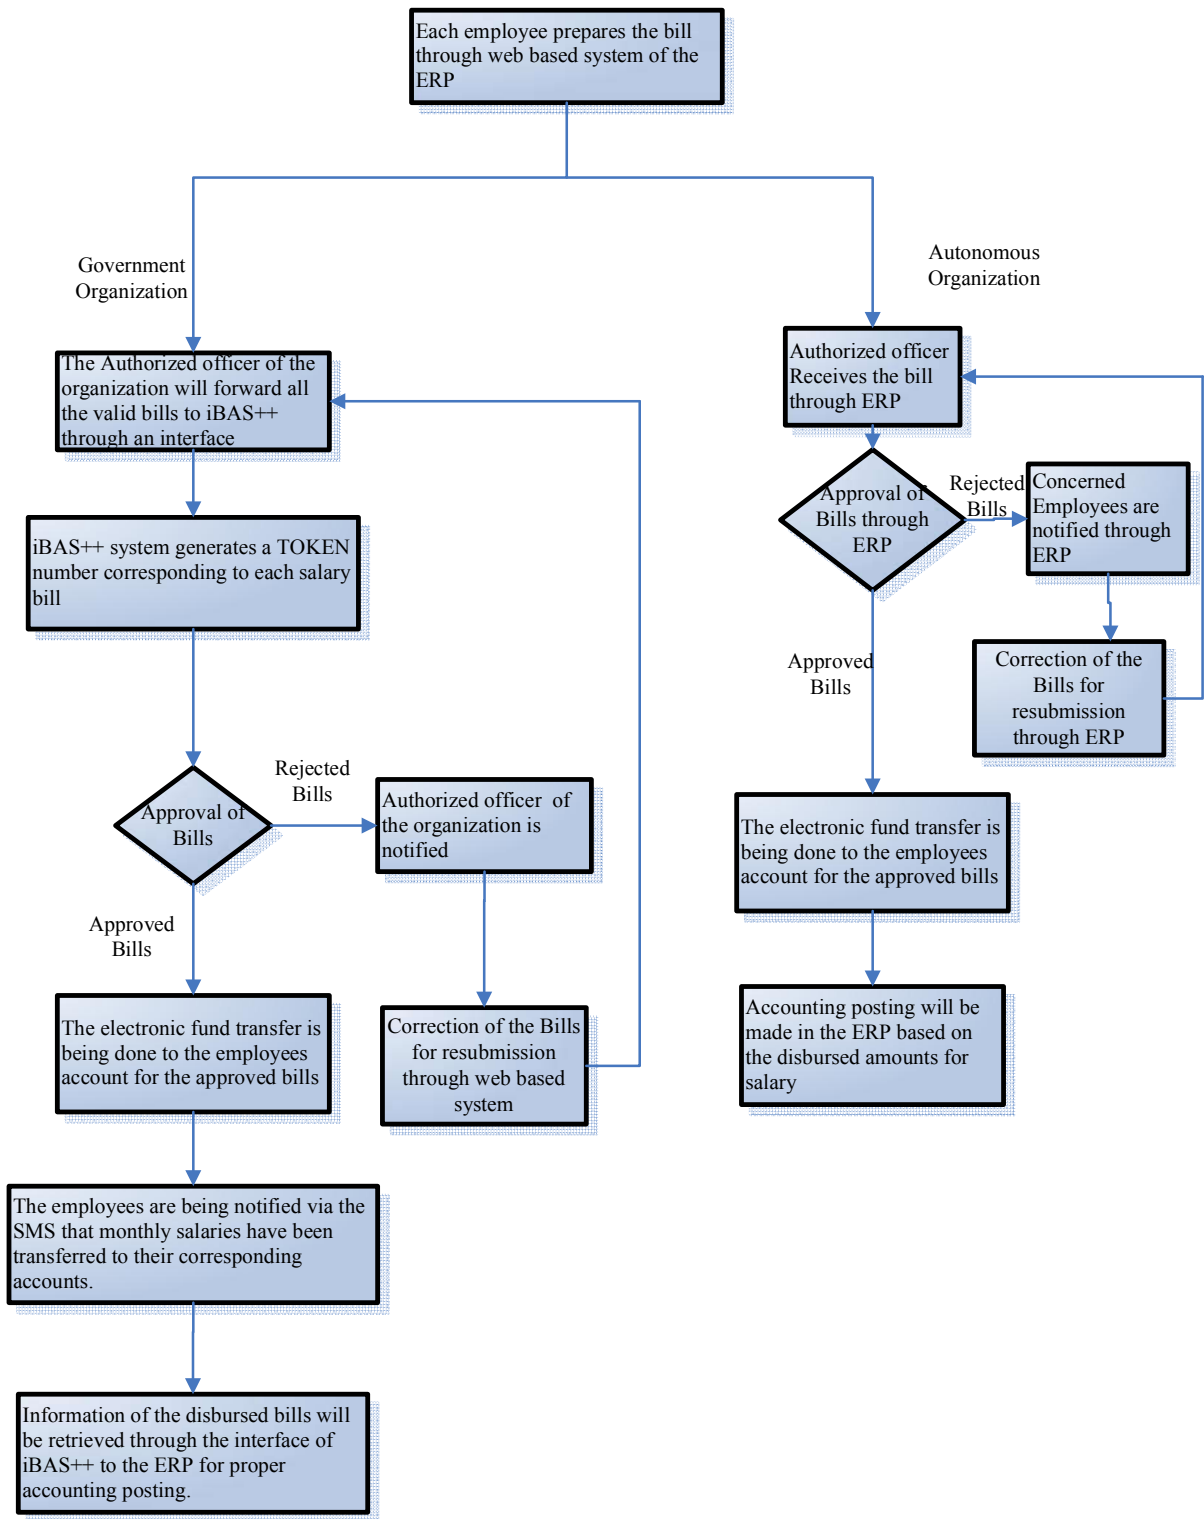 Each employee prepares the bill
through web based system of the
ERP
Government
Organization
Autonomous
Organization
The Authorized officer of the
organization will forward all
the valid bills to iBAS++
through an interface
Authorized officer
Receives the bill
through ERP
Approval of
Bills through
ERP
Rejected
Bills
Concerned
Employees are
notified through
ERP
iBAS++ system generates a TOKEN
number corresponding to each salary
bill
Approved
Bills
Correction of the
Bills for
resubmission
through ERP
Approval of
Bills
Rejected
Bills
Authorized officer of
the organization is
notified
The electronic fund transfer is
being done to the employees
account for the approved bills
Approved
Bills
The electronic fund transfer is
being done to the employees
account for the approved bills
Correction of the Bills
for resubmission
through web based
system
Accounting posting will be
made in the ERP based on
the disbursed amounts for
salary
The employees are being notified via the
SMS that monthly salaries have been
transferred to their corresponding
accounts.
Information of the disbursed bills will
be retrieved through the interface of
iBAS++ to the ERP for proper
accounting posting.